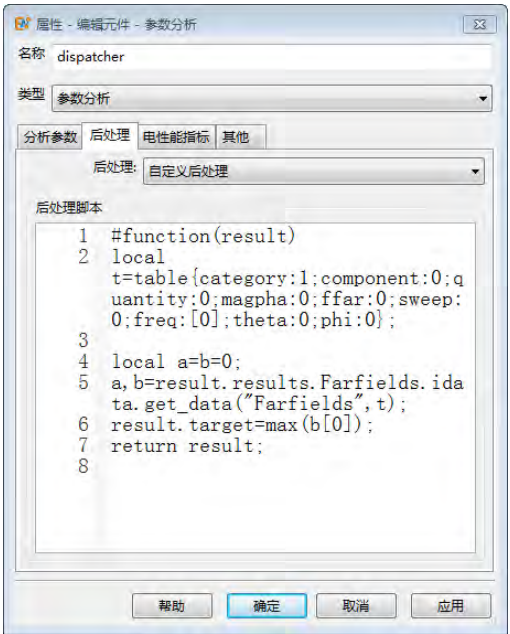 属性 - 编辑元件 - 参数分析
名称 dispatcher
类型 参数分析
分析参数 后处理 电性能指标 其他
后处理: 自定义后处理
后处理脚本
1 #function(result)
2 local
t=table{category:1;component:0;q
uantity:0;magpha:0;ffar:0;sweep:
0;freq:[0];theta:0;phi:0};
3
4 local a=b=0;
5 a,b=result.results.Farfields.ida
ta.get_data("Farfields",t);
6 result.target=max(b[0]);
7 return result;
8
帮助 确定 取消 应用